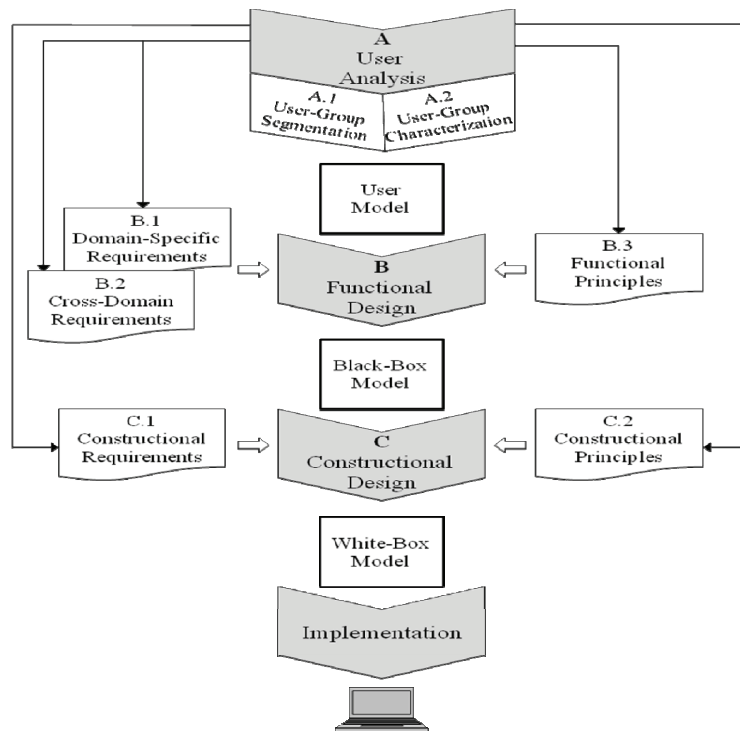 A
User
Analysis
A.1
User-Group
Segmentation
A.2
User-Group
Characterization
User
Model
B.1
Domain-Specific
Requirements
B.2
Cross-Domain
Requirements
B
Functional
Design
B.3
Functional
Principles
Black-Box
Model
C.1
Constructional
Requirements
C
Constructional
Design
C.2
Constructional
Principles
White-Box
Model
Implementation